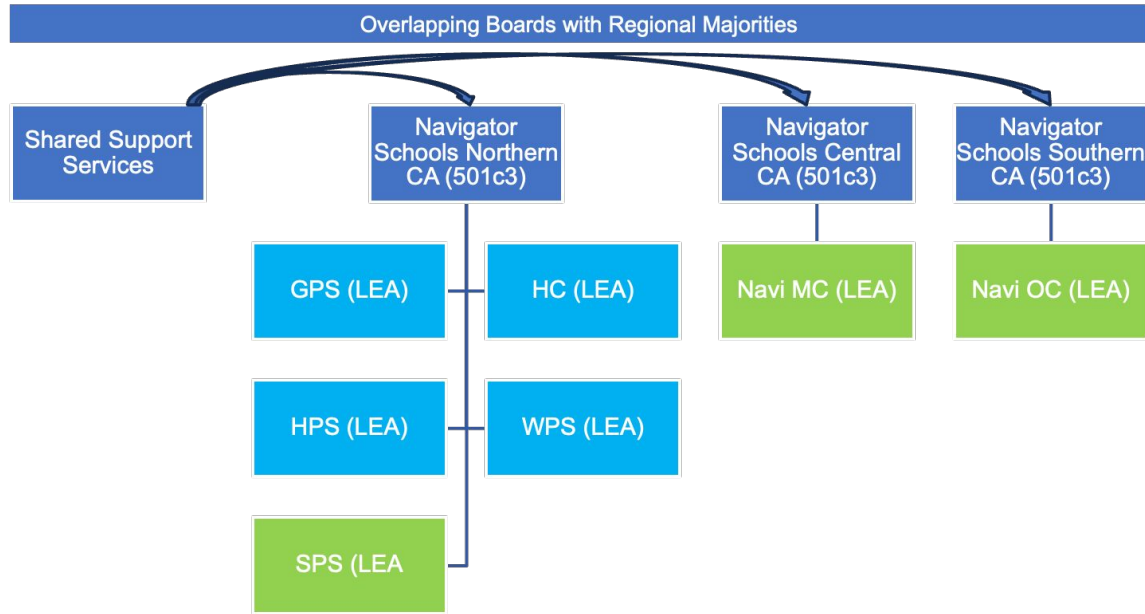 Overlapping Boards with Regional Majorities
Shared Support
Services
Navigator
Schools Northern
CA (501c3)
Navigator
Schools Central
CA (501c3)
Navigator
Schools Southern
CA (501c3)
GPS (LEA)
HC (LEA)
Navi MC (LEA)
Navi OC (LEA)
HPS (LEA)
WPS (LEA)
SPS (LEA